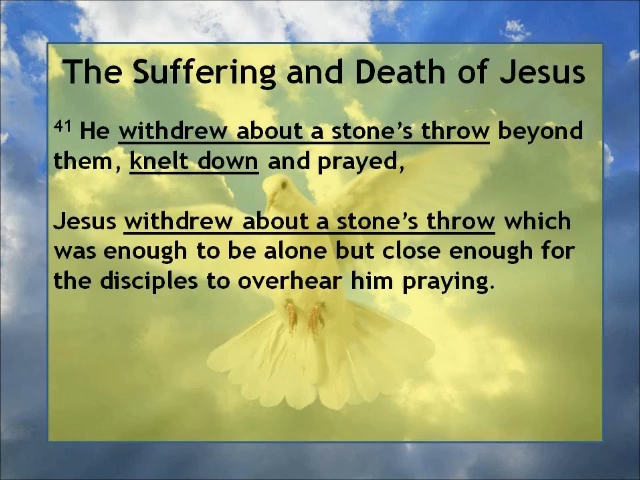 The Suffering and Death of Jesus
41 He withdrew about a stone’s throw beyond
them, knelt down and prayed,
Jesus withdrew about a stone’s throw which
was enough to be alone but close enough for
the disciples to overhear him praying.